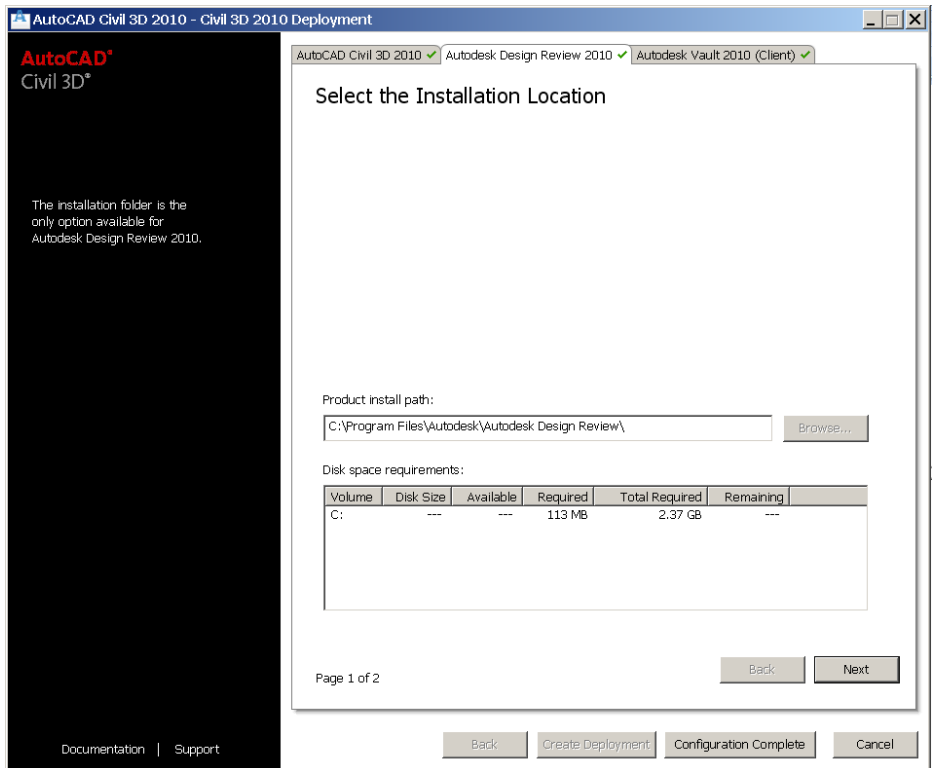 AutoCAD Civil 3D 2010 - Civil 3D 2010 Deployment
AutoCAD®
Civil 3D®
The installation folder is the
only option available for
Autodesk Design Review 2010.
Documentation | Support
AutoCAD Civil 3D 2010 Autodesk Design Review 2010 Autodesk Vault 2010 (Client)
Select the Installation Location
Product install path:
C:\Program Files\Autodesk\Autodesk Design Review\ Browse...
Disk space requirements:
Volume Disk Size Available Required Total Required Remaining
C: --- --- 113 MB 2.37 GB ---
Page 1 of 2 Back Next
Back Create Deployment Configuration Complete Cancel